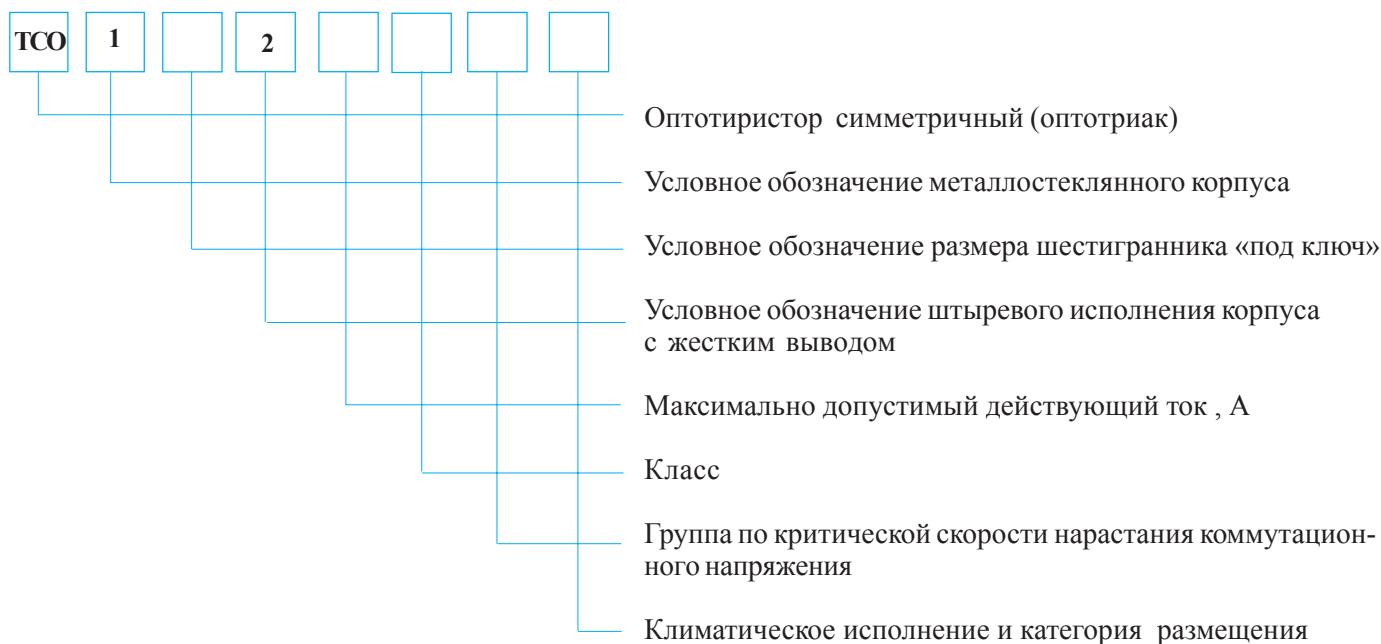 ТСО 1 2
Оптотиристор симметричный (оптотриак)
Условное обозначение металлостеклянного корпуса
Условное обозначение размера шестигранника «под ключ»
Условное обозначение штыревого исполнения корпуса
с жестким выводом
Максимально допустимый действующий ток , А
Класс
Группа по критической скорости нарастания коммутацион-
ного напряжения
Климатическое исполнение и категория размещения